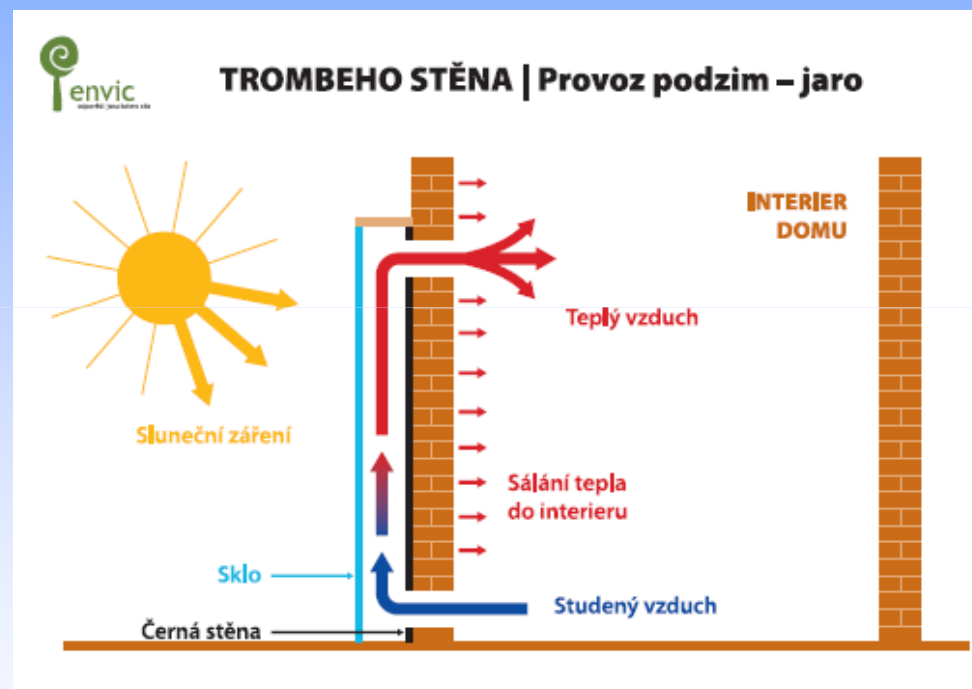 envic
TROMBEHO STĚNA | Provoz podzim – jaro
INTERIER
DOMU
Teplý vzduch
Sluneční záření
Sálání tepla
do interieru
Sklo
Studený vzduch
Černá stěna